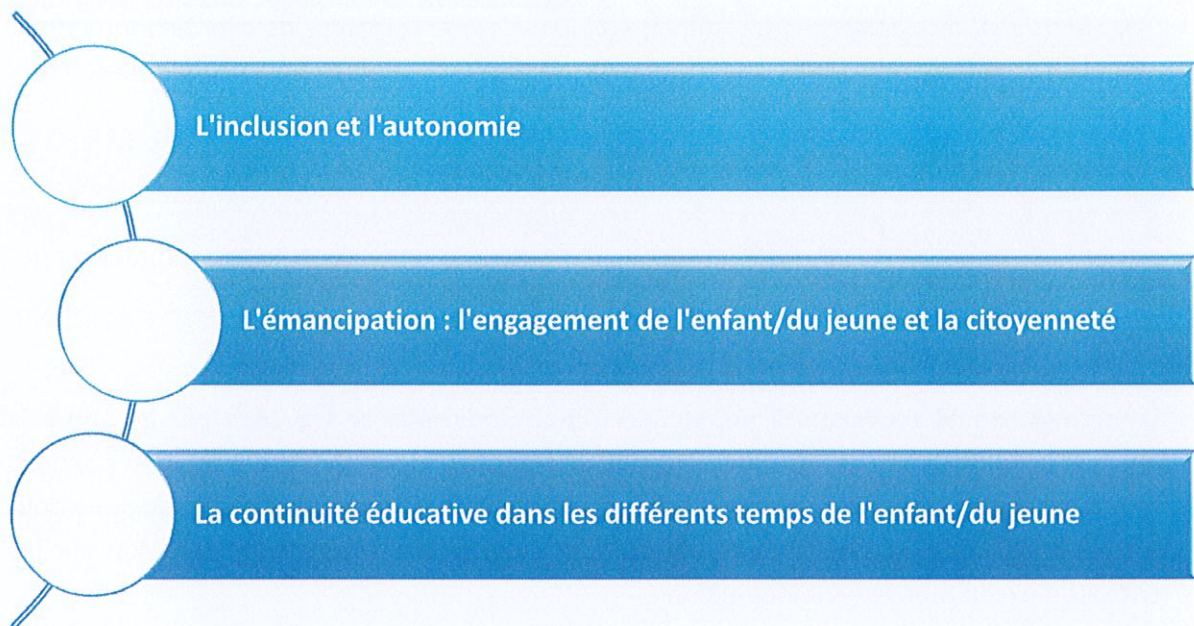 L'inclusion et l'autonomie
L'émancipation : l'engagement de l'enfant/du jeune et la citoyenneté
La continuité éducative dans les différents temps de l'enfant/du jeune